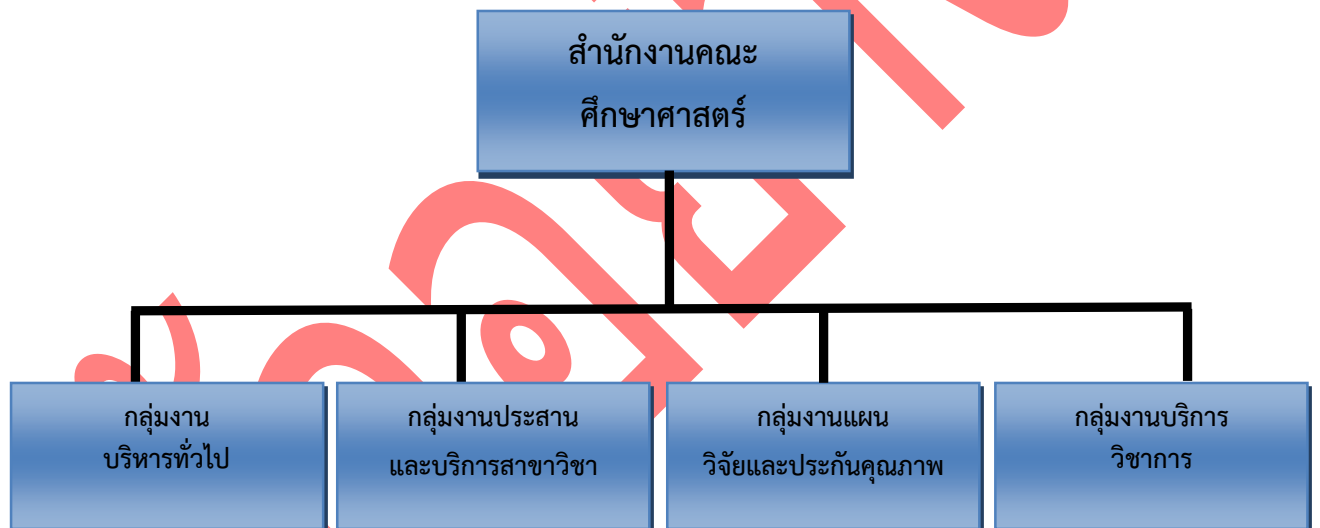 สำนักงานคณะ
ศึกษาศาสตร์
กลุ่มงาน
บริหารทั่วไป
กลุ่มงานประสาน
และบริการสาขาวิชา
กลุ่มงานแผน
วิจัยและประกันคุณภาพ
กลุ่มงานบริการ
วิชาการ